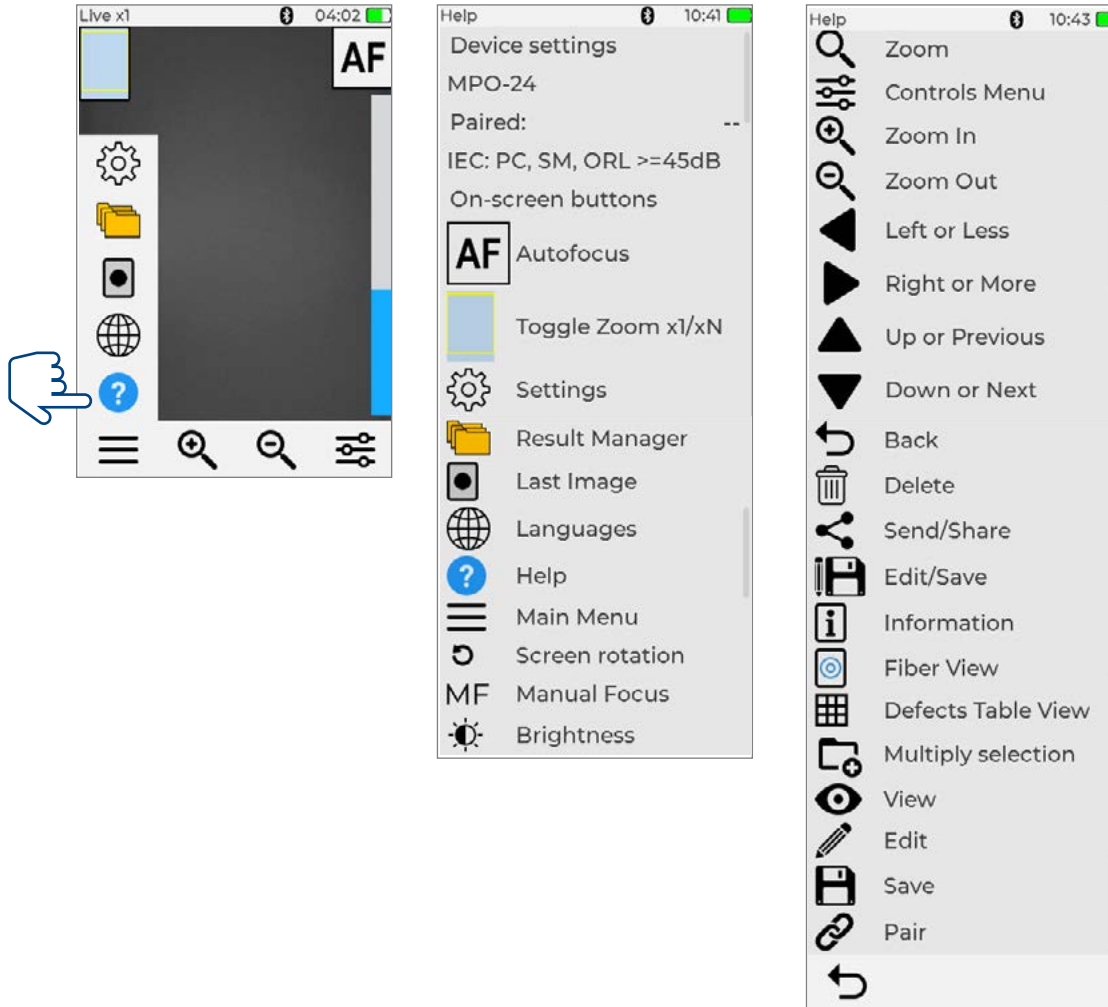 Live x1 04:02
AF
?
Help 10:41
Device settings
MPO-24
Paired: --
IEC: PC, SM, ORL >=45dB
On-screen buttons
AF Autofocus
Toggle Zoom x1/xN
Settings
Result Manager
Last Image
Languages
? Help
Main Menu
Screen rotation
MF Manual Focus
Brightness
Help 10:43
Zoom
Controls Menu
Zoom In
Zoom Out
Left or Less
Right or More
Up or Previous
Down or Next
Back
Delete
Send/Share
Edit/Save
i Information
Fiber View
Defects Table View
Multiply selection
View
Edit
Save
Pair